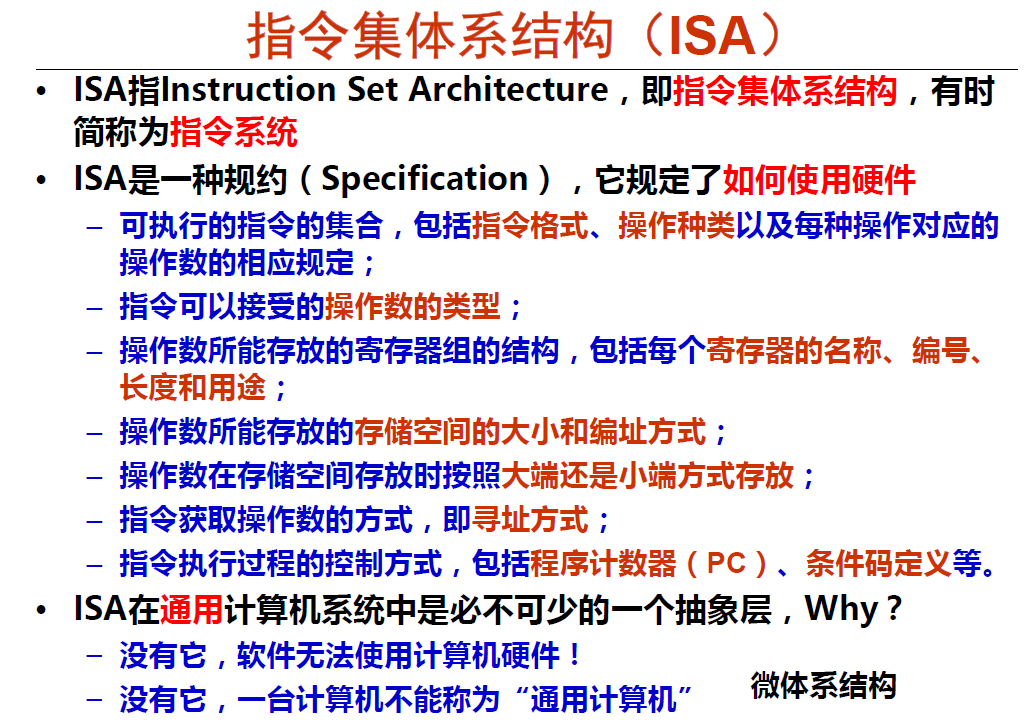 指令集体系结构（ISA）
• ISA指Instruction Set Architecture，即指令集体系结构，有时
简称为指令系统
• ISA是一种规约（Specification），它规定了如何使用硬件
– 可执行的指令的集合，包括指令格式、操作种类以及每种操作对应的
操作数的相应规定；
– 指令可以接受的操作数的类型；
– 操作数所能存放的寄存器组的结构，包括每个寄存器的名称、编号、
长度和用途；
– 操作数所能存放的存储空间的大小和编址方式；
– 操作数在存储空间存放时按照大端还是小端方式存放；
– 指令获取操作数的方式，即寻址方式；
– 指令执行过程的控制方式，包括程序计数器（PC）、条件码定义等。
• ISA在通用计算机系统中是必不可少的一个抽象层，Why？
– 没有它，软件无法使用计算机硬件！
– 没有它，一台计算机不能称为“通用计算机”
微体系结构